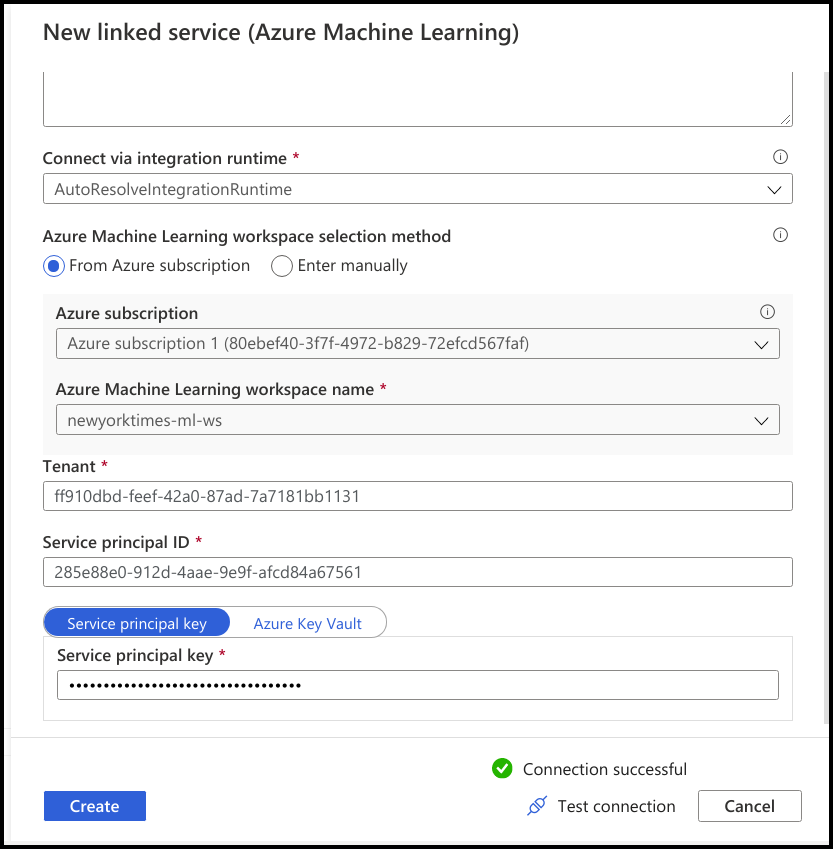 New linked service (Azure Machine Learning)
Connect via integration runtime *
AutoResolveIntegrationRuntime
Azure Machine Learning workspace selection method
From Azure subscription Enter manually
Azure subscription
Azure subscription 1 (80ebef40-3f7f-4972-b829-72efcd567faf)
Azure Machine Learning workspace name *
newyorktimes-ml-ws
Tenant *
ff910dbd-feef-42a0-87ad-7a7181bb1131
Service principal ID *
285e88e0-912d-4aae-9e9f-afcd84a67561
Service principal key Azure Key Vault
Service principal key *
••••••••••••••••••••••••••••••••••
Connection successful
Create Test connection Cancel